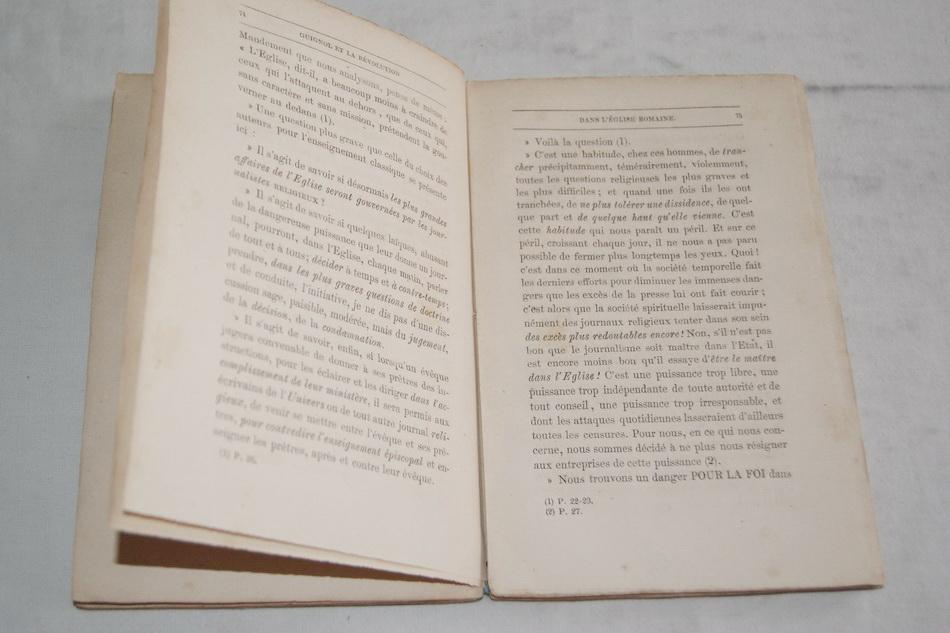 74
GUIGNOL ET LA RÉVOLUTION
Mandement que nous analysons, pense de même :
« L'Eglise, dit-il, a beaucoup moins à craindre de
ceux qui l'attaquent au dehors, que de ceux qui,
sans caractère et sans mission, prétendent la gou-
verner au dedans (1).
» Une question plus grave que celle du choix des
auteurs pour l'enseignement classique se présente
ici :
» Il s'agit de savoir si désormais les plus grandes
affaires de l'Eglise seront gouvernées par les jour-
nalistes RELIGIEUX !
» Il s'agit de savoir si quelques laïques, abusant
de la dangereuse puissance que leur donne un jour-
nal, pourront, dans l'Eglise, chaque matin, parler
de tout et à tous; décider à temps et à contre-temps;
prendre, dans les plus graves questions de doctrine
et de conduite, l'initiative, je ne dis pas d'une dis-
cussion sage, paisible, modérée, mais du jugement,
de la décision, de la condamnation.
» Il s'agit de savoir, enfin, si lorsqu'un évêque
jugera convenable de donner à ses prêtres des in-
structions, pour les éclairer et les diriger dans l'ac-
complissement de leur ministère, il sera permis aux
écrivains de l'Univers ou de tout autre journal reli-
gieux, de venir se mettre entre l'évêque et ses prê-
tres, pour contredire l'enseignement épiscopal et en-
seigner les prêtres, après et contre leur évêque.
(1) P.
DANS L'ÉGLISE ROMAINE.
75
» Voilà la question (1).
» C'est une habitude, chez ces hommes, de tran-
cher précipitamment, témérairement, violemment,
toutes les questions religieuses les plus graves et
les plus difficiles ; et quand une fois ils les ont
tranchées, de ne plus tolérer une dissidence, de quel-
que part et de quelque haut qu'elle vienne. C'est
cette habitude qui nous paraît un péril. Et sur ce
péril, croissant chaque jour, il ne nous a pas paru
possible de fermer plus longtemps les yeux. Quoi !
c'est dans ce moment où la société temporelle fait
les derniers efforts pour diminuer les immenses dan-
gers que les excès de la presse lui ont fait courir ;
c'est alors que la société spirituelle laisserait impu-
nément des journaux religieux tenter dans son sein
des excès plus redoutables encore! Non, s'il n'est pas
bon que le journalisme soit maître dans l'Etat, il
est encore moins bon qu'il essaye d'être le maître
dans l'Eglise ! C'est une puissance trop libre, une
puissance trop indépendante de toute autorité et de
tout conseil, une puissance trop irresponsable, et
dont les attaques quotidiennes lasseraient d'ailleurs
toutes les censures. Pour nous, en ce qui nous con-
cerne, nous sommes décidé à ne plus nous résigner
aux entreprises de cette puissance (2).
» Nous trouvons un danger POUR LA FOI dans
(1) P. 22-23.
(2) P. 27.